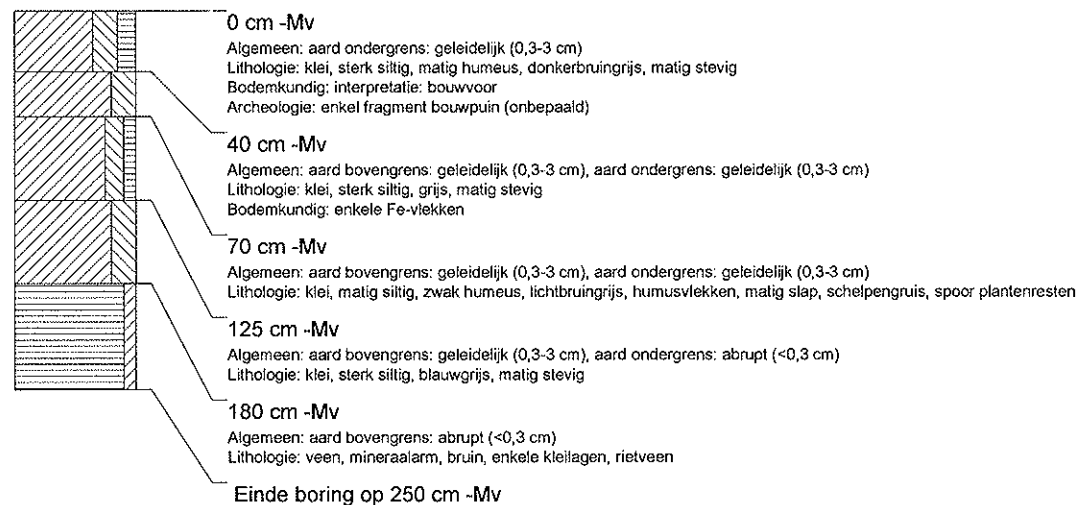 0 cm -Mv
Algemeen: aard ondergrens: geleidelijk (0,3-3 cm)
Lithologie: klei, sterk siltig, matig humeus, donkerbruingrijs, matig stevig
Bodemkundig: interpretatie: bouwvoor
Archeologie: enkel fragment bouwpuin (onbepaald)
40 cm -Mv
Algemeen: aard bovengrens: geleidelijk (0,3-3 cm), aard ondergrens: geleidelijk (0,3-3 cm)
Lithologie: klei, sterk siltig, grijs, matig stevig
Bodemkundig: enkele Fe-vlekken
70 cm -Mv
Algemeen: aard bovengrens: geleidelijk (0,3-3 cm), aard ondergrens: geleidelijk (0,3-3 cm)
Lithologie: klei, matig siltig, zwak humeus, lichtbruingrijs, humusvlekken, matig slap, schelpengruis, spoor plantenresten
125 cm -Mv
Algemeen: aard bovengrens: geleidelijk (0,3-3 cm), aard ondergrens: abrupt (<0,3 cm)
Lithologie: klei, sterk siltig, blauwgrijs, matig stevig
180 cm -Mv
Algemeen: aard bovengrens: abrupt (<0,3 cm)
Lithologie: veen, mineraalarm, bruin, enkele kleilagen, rietveen
Einde boring op 250 cm -Mv